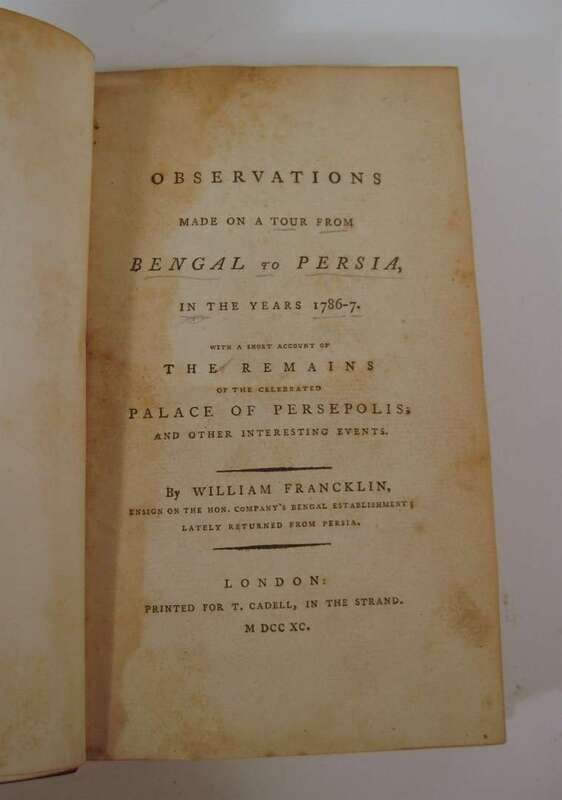 OBSERVATIONS
MADE ON A TOUR FROM
BENGAL TO PERSIA,
IN THE YEARS 1786-7.
WITH A SHORT ACCOUNT OF
THE REMAINS
OF THE CELEBRATED
PALACE OF PERSEPOLIS;
AND OTHER INTERESTING EVENTS.
By WILLIAM FRANCKLIN,
ENSIGN ON THE HON. COMPANY'S BENGAL ESTABLISHMENT;
LATELY RETURNED FROM PERSIA.
LONDON:
PRINTED FOR T. CADELL, IN THE STRAND.
M DCC XC.